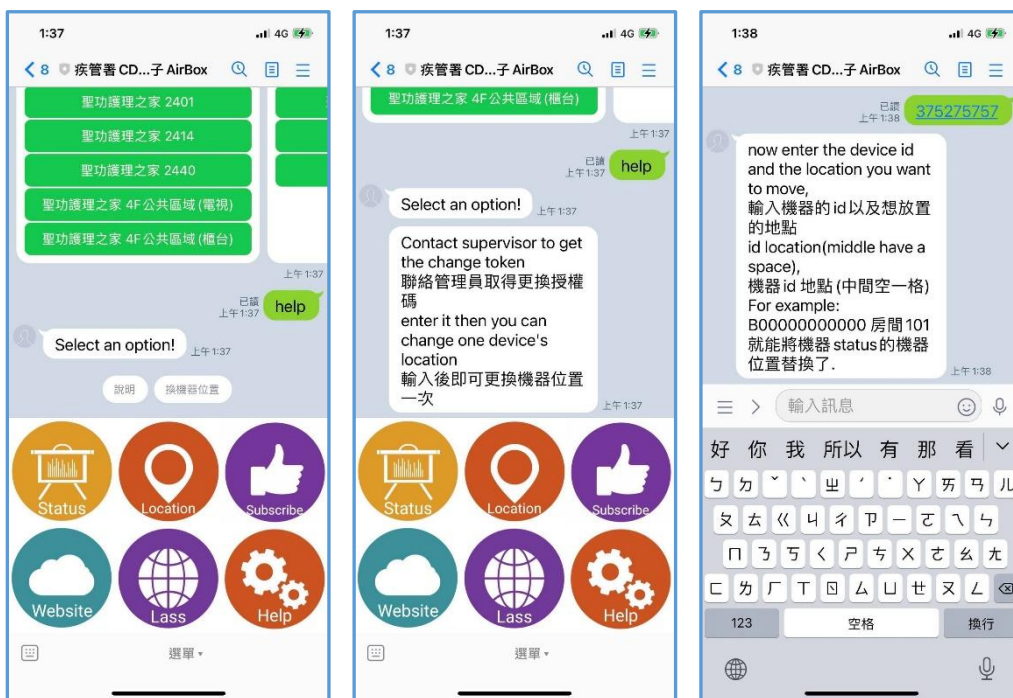 1:37
4G
8 疾管署 CD...子 AirBox
聖功護理之家 2401
聖功護理之家 2414
聖功護理之家 2440
聖功護理之家 4F公共區域(電視)
聖功護理之家 4F公共區域(櫃台)
上午1:37
已讀
上午1:37
help
Select an option!
上午1:37
說明
換機器位置
Status
Location
Subscribe
Website
Lass
Help
選單
1:37
4G
8 疾管署 CD...子 AirBox
聖功護理之家 4F公共區域(櫃台)
上午1:37
已讀
上午1:37
help
Select an option!
上午1:37
Contact supervisor to get
the change token
聯絡管理員取得更換授權
碼
enter it then you can
change one device's
location
輸入後即可更換機器位置
一次
上午1:37
Status
Location
Subscribe
Website
Lass
Help
選單
1:38
4G
8 疾管署 CD...子 AirBox
已讀
上午1:38
375275757
now enter the device id
and the location you want
to move,
輸入機器的id以及想放置
的地點
id location(middle have a
space),
機器id 地點(中間空一格)
For example:
B00000000000 房間101
就能將機器status的機器
位置替換了.
上午1:38
輸入訊息
好 你 我 所以 有 那 看
ㄅ ㄉ ˇ ˋ ㄓ ˊ ˙ ㄚ ㄞ ㄢ ㄦ
ㄆ ㄊ ㄍ ㄐ ㄔ ㄗ ㄧ ㄛ ㄟ ㄣ
ㄇ ㄋ ㄎ ㄑ ㄕ ㄘ ㄨ ㄜ ㄠ ㄤ
ㄈ ㄌ ㄏ ㄒ ㄖ ㄙ ㄩ ㄝ ㄡ ㄥ
123 空格 換行